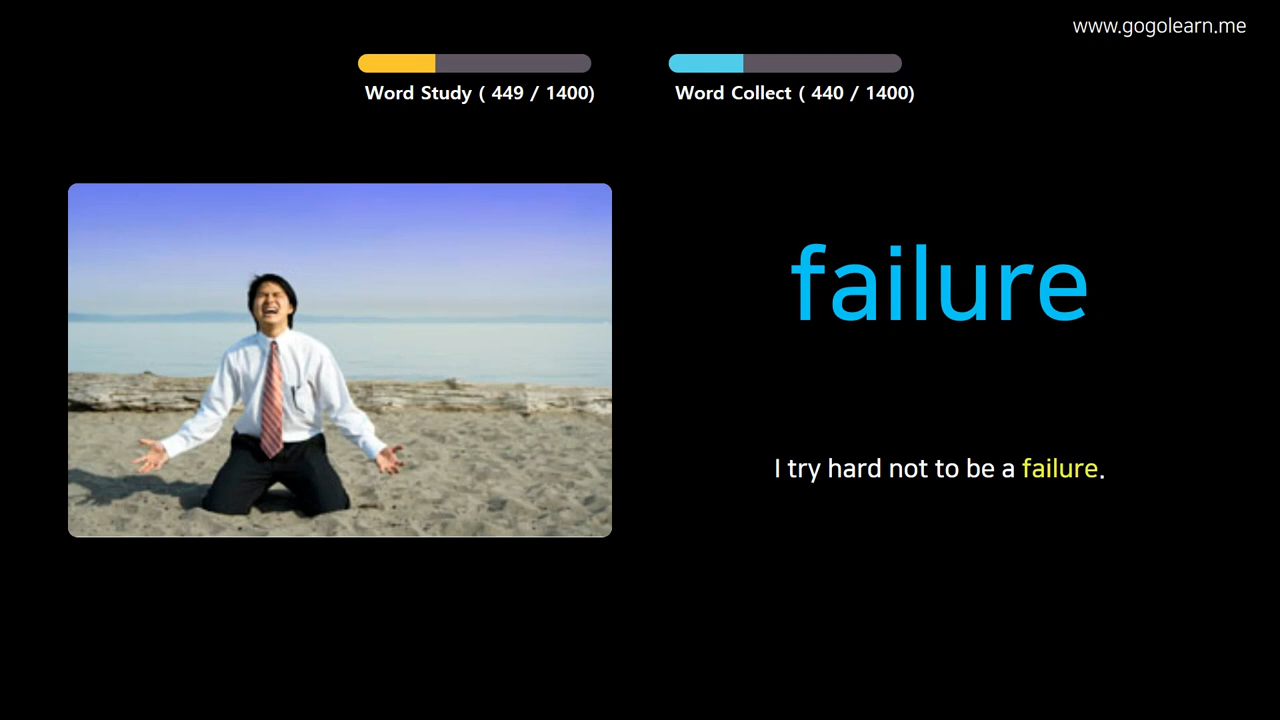 www.gogolearn.me
Word Study ( 449 / 1400)
Word Collect ( 440 / 1400)
failure
I try hard not to be a failure.